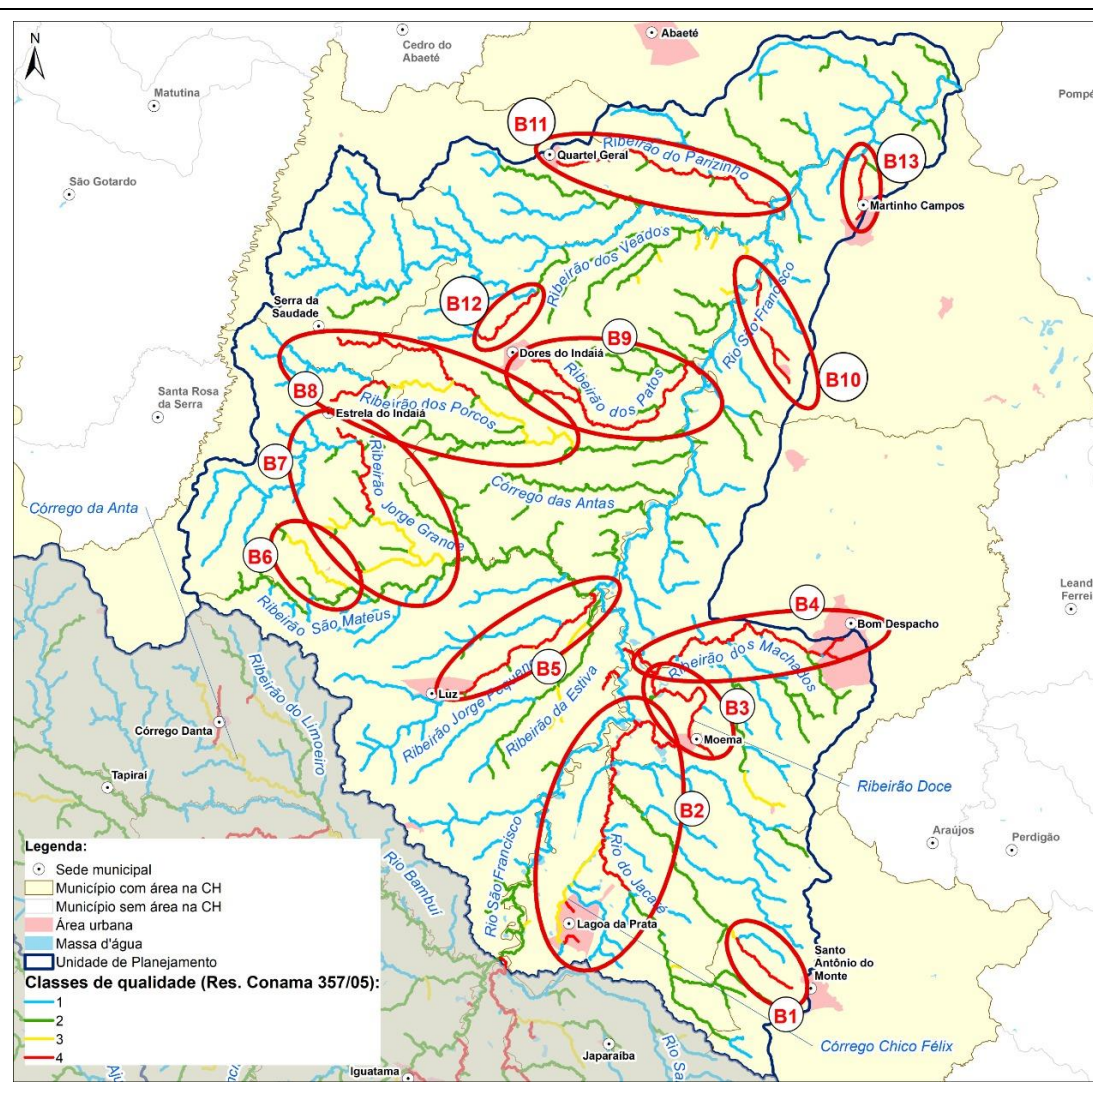 N
Abaeté
Cedro do
Abaeté
Matutina
Pompé
B11
Ribeirão do Parizinho
Quartel Geral
B13
São Gotardo
Martinho Campos
Ribeirão dos Veados
B12
Serra da
Saudade
Rio São Francisco
B9
Dores do Indaiá
B10
Ribeirão dos Patos
Santa Rosa
da Serra
B8
Ribeirão dos Porcos
Estrela do Indaiá
B7
Ribeirão Jorge Grande
Córrego das Antas
Córrego da Anta
B6
Leand
Ferrei
B4
Bom Despacho
Ribeirão São Mateus
Ribeirão dos Machados
B5
Luz
Ribeirão Jorge Pequeno
Ribeirão da Estiva
Ribeirão do Limoeiro
B3
Córrego Danta
Moema
Tapiraí
Ribeirão Doce
B2
Araújos
Perdigão
Rio São Francisco
Rio do Jacaré
Rio Bambuí
Lagoa da Prata
Santo
Antônio do
Monte
B1
Córrego Chico Félix
Japaraíba
Rio Sa
Iguatama
Legenda:
Sede municipal
Município com área na CH
Município sem área na CH
Área urbana
Massa d'água
Unidade de Planejamento
Classes de qualidade (Res. Conama 357/05):
1
2
3
4